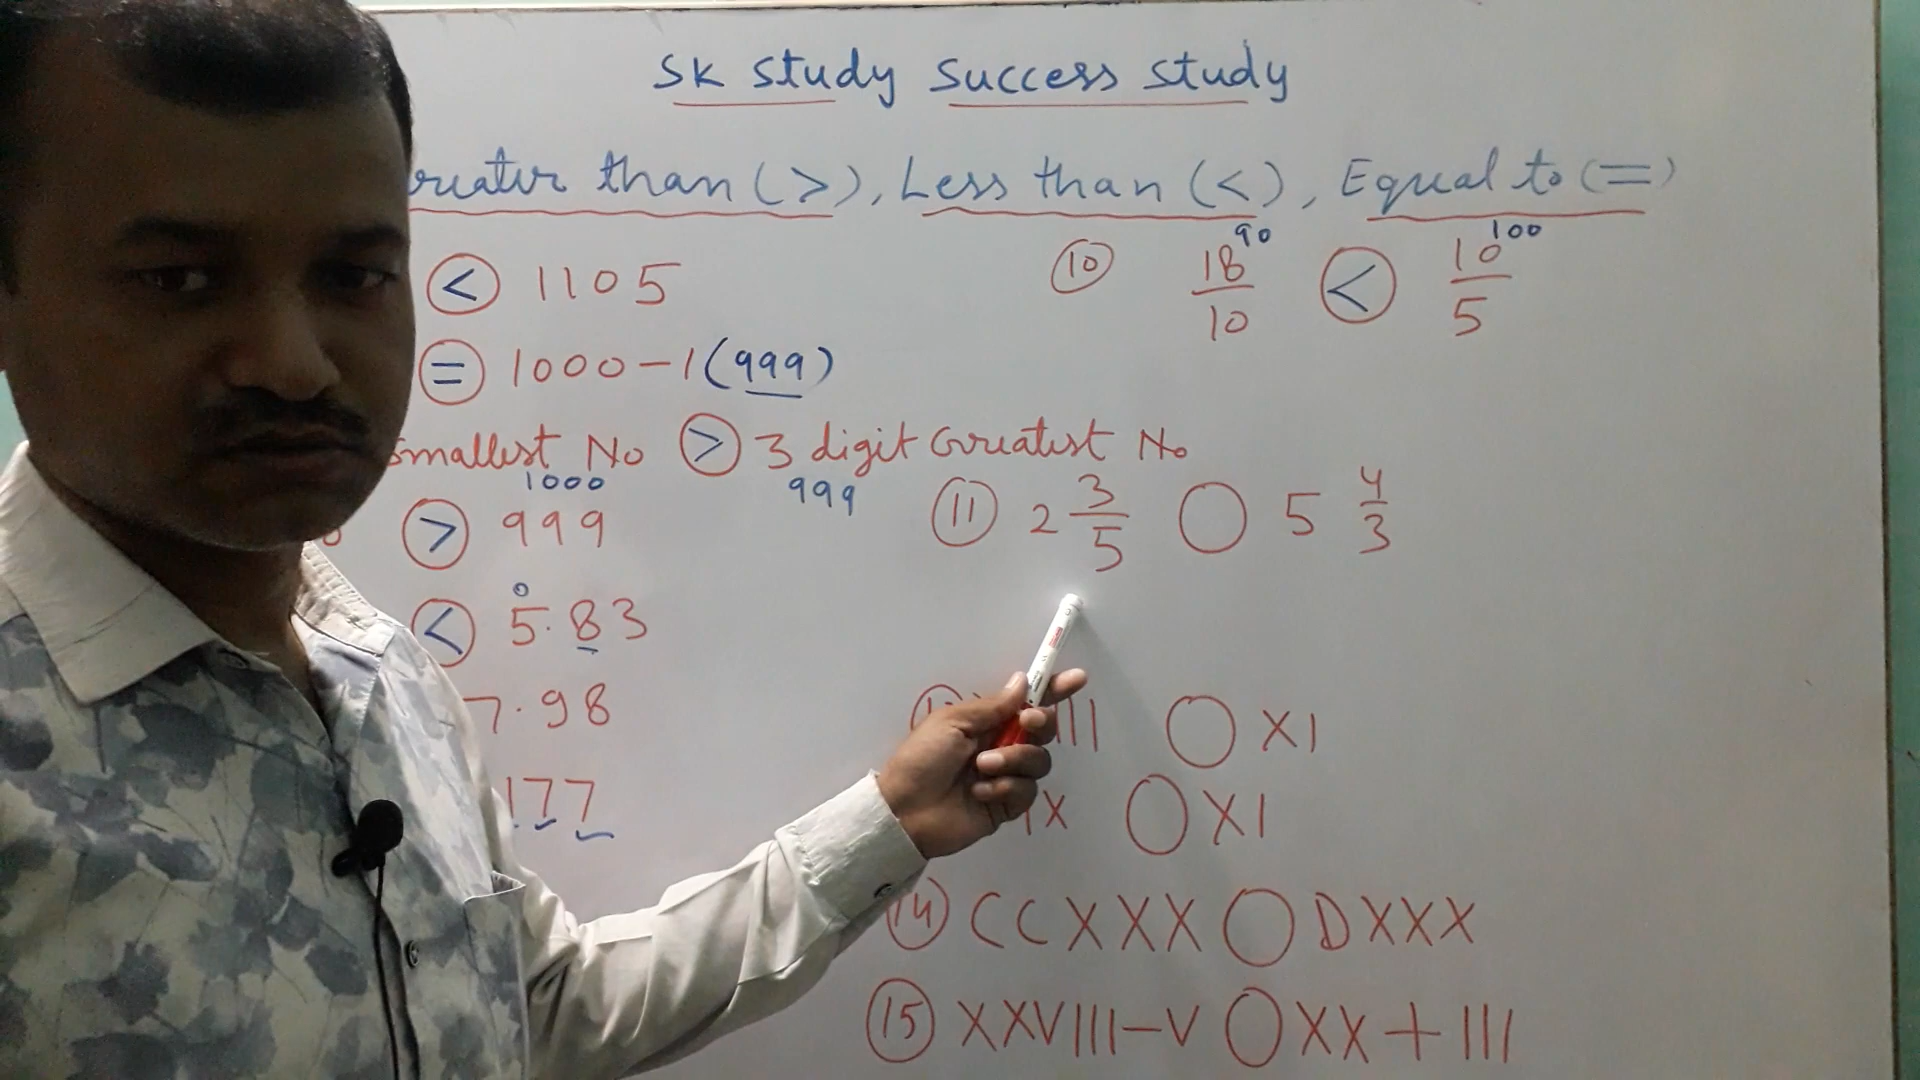 SK Study Success Study
reater than (>), Less than (<), Equal to (=)
< 1105
= 1000-1 (999)
Smallest No > 3 digit Greatest No
1000 999
> 999
0
< 5.83
7.98
177
10 18/10 90 < 10/5 100
11 2 3/5 ○ 5 4/3
III ○ XI
IX ○ XI
14 CCXXX ○ DXXX
15 XXVIII-V ○ XX+III